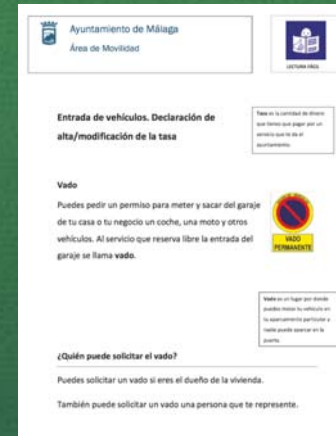 Ayuntamiento de Málaga
Área de Movilidad
LECTURA FÁCIL
Entrada de vehículos. Declaración de
alta/modificación de la tasa
Tasa es la cantidad de dinero
que tienes que pagar por un
servicio que te da el
ayuntamiento.
Vado
Puedes pedir un permiso para meter y sacar del garaje
de tu casa o tu negocio un coche, una moto y otros
vehículos. Al servicio que reserva libre la entrada del
garaje se llama vado.
VADO
PERMANENTE
Vado es un lugar por donde
puedes meter tu vehículo en
tu aparcamiento particular y
nadie puede aparcar en la
puerta.
¿Quién puede solicitar el vado?
Puedes solicitar un vado si eres el dueño de la vivienda.
También puede solicitar un vado una persona que te represente.